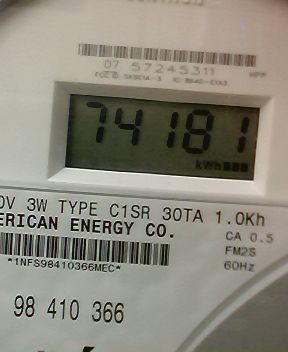 07 57245311
74181
kWh
0V 3W TYPE C1SR 30TA 1.0Kh
ERICAN ENERGY CO.
CA 0.5
FM2S
60Hz
*1NFS98410366MEC*
98 410 366